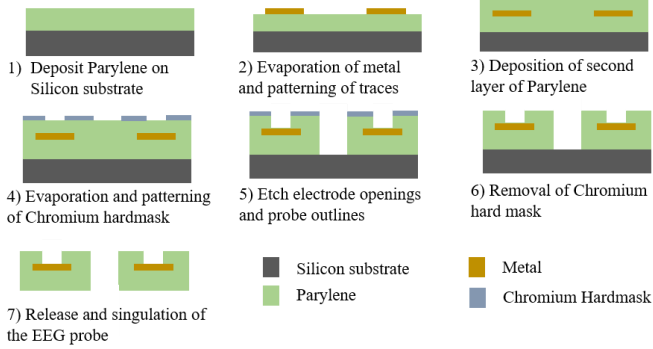 1) Deposit Parylene on
Silicon substrate
2) Evaporation of metal
and patterning of traces
3) Deposition of second
layer of Parylene
4) Evaporation and patterning
of Chromium hardmask
5) Etch electrode openings
and probe outlines
6) Removal of Chromium
hard mask
7) Release and singulation of
the EEG probe
Silicon substrate
Parylene
Metal
Chromium Hardmask